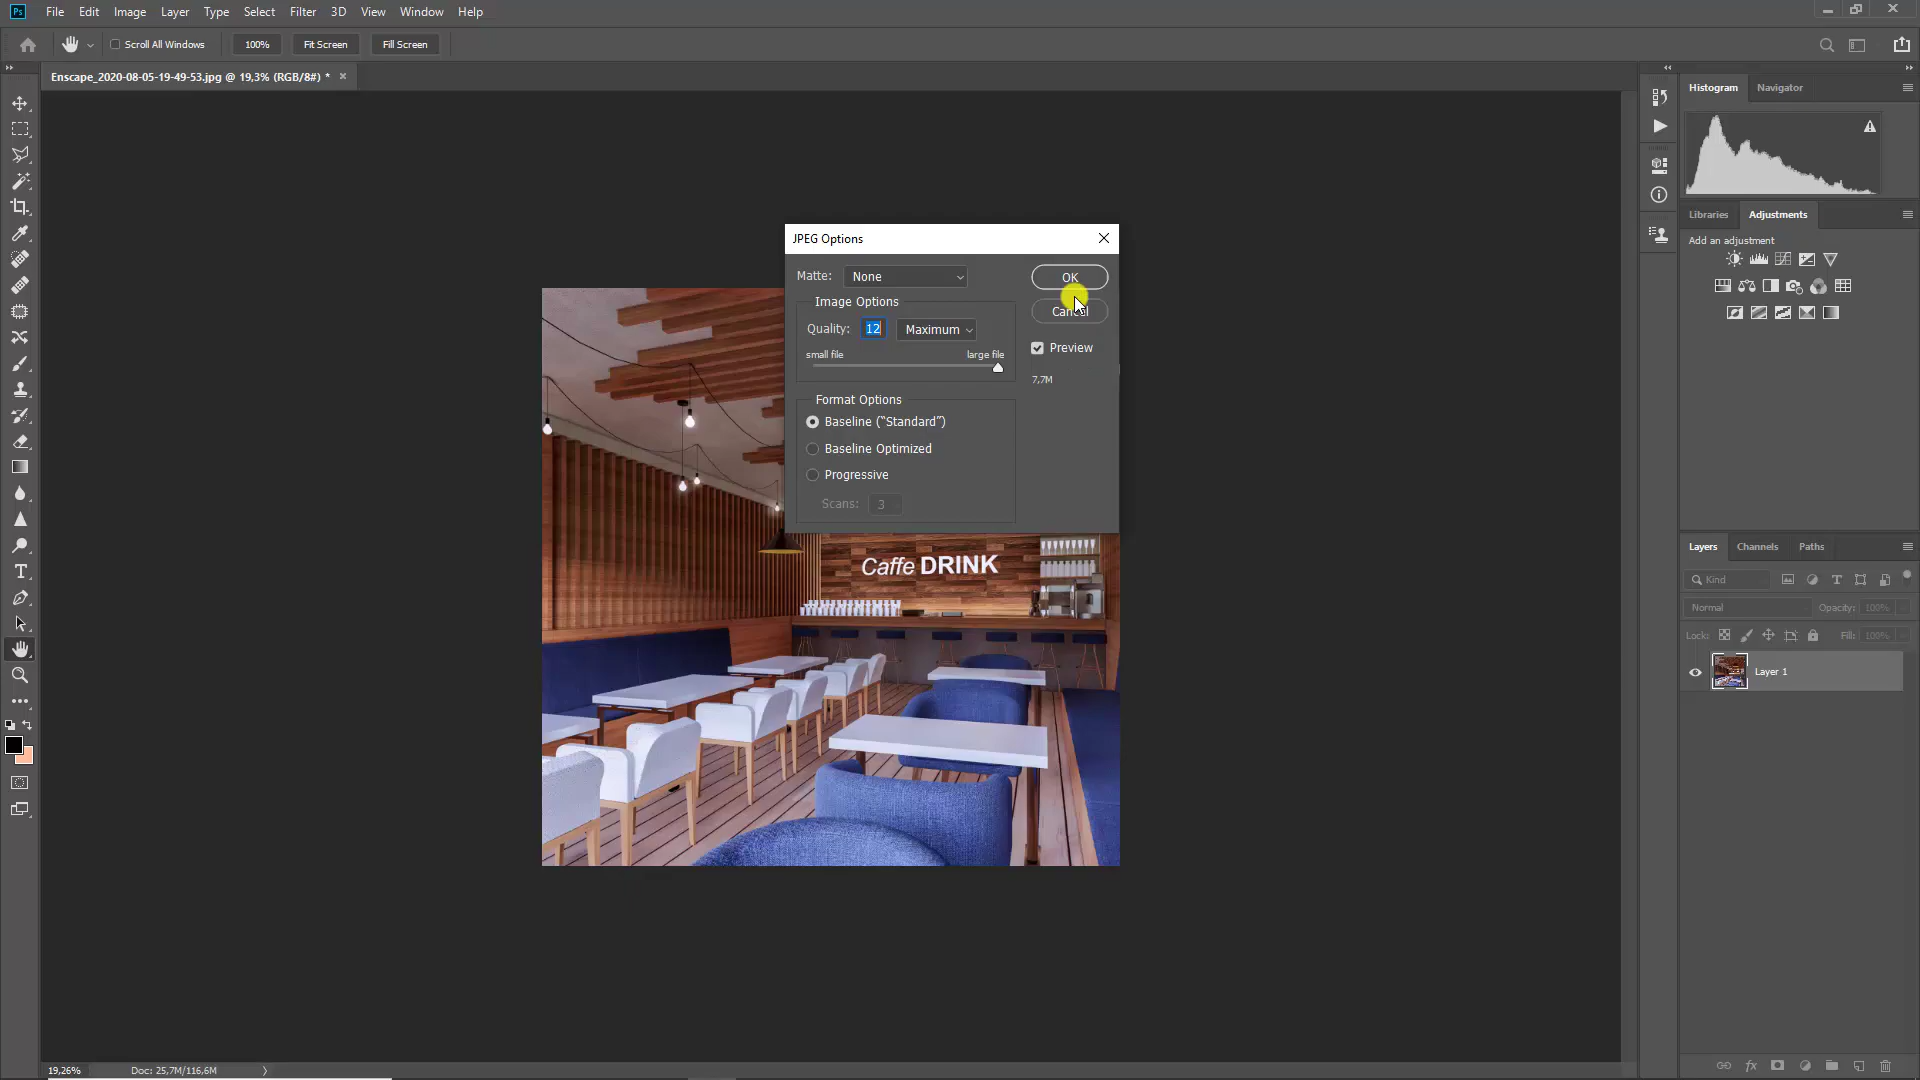 Ps File Edit Image Layer Type Select Filter 3D View Window Help
Scroll All Windows 100% Fit Screen Fill Screen
Enscape_2020-08-05-19-49-53.jpg @ 19,3% (RGB/8#) *
Histogram Navigator
Libraries Adjustments
Add an adjustment
JPEG Options
Matte: None OK
Image Options
Cancel
Quality: 12 Maximum
Preview
small file large file
7,7M
Format Options
Baseline ("Standard")
Baseline Optimized
Progressive
Scans: 3
Caffe DRINK
Layers Channels Paths
Kind
Normal Opacity: 100%
Lock: Fill: 100%
Layer 1
fx
19,26% Doc: 25,7M/116,6M